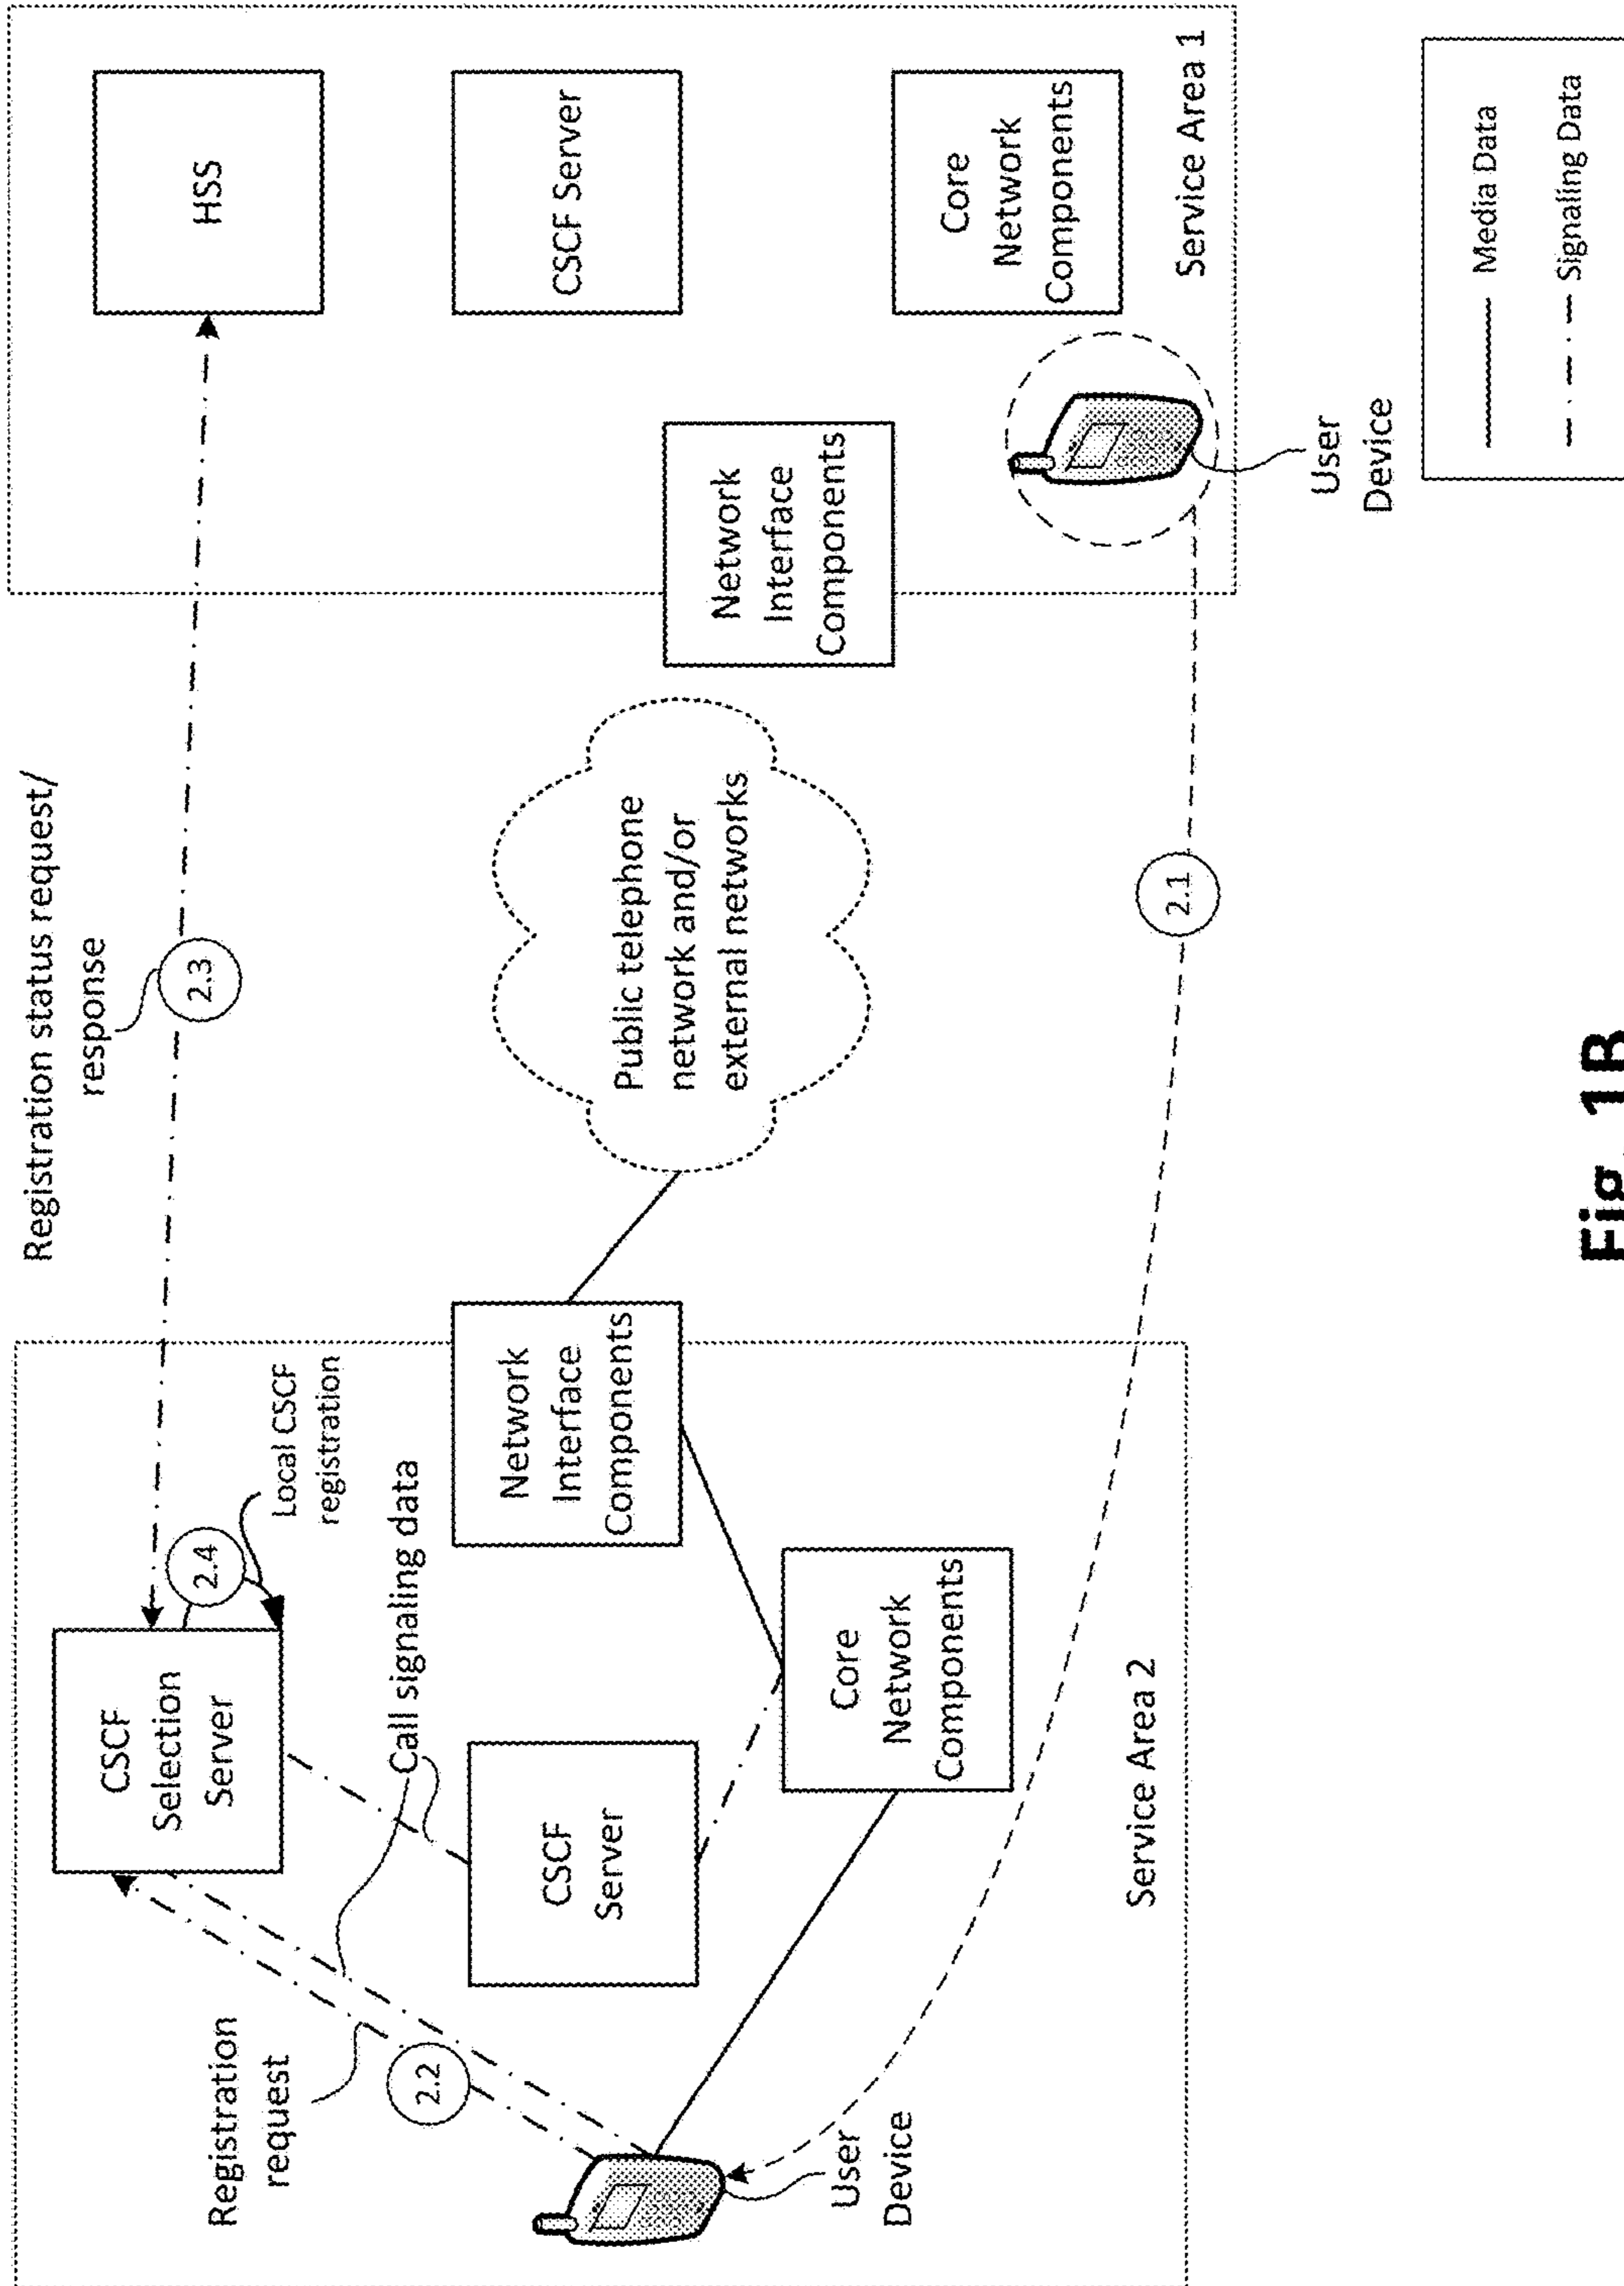 Registration
request
2.2
User
Device
CSCF
Selection
Server
CSCF
Server
Call signaling data
2.4
Local CSCF
registration
Core
Network
Components
Network
Interface
Components
Service Area 2
Registration status request/
response
2.3
Public telephone
network and/or
external networks
2.1
HSS
CSCF Server
Network
Interface
Components
Core
Network
Components
Service Area 1
User
Device
Media Data
Signaling Data
Fig. 1B